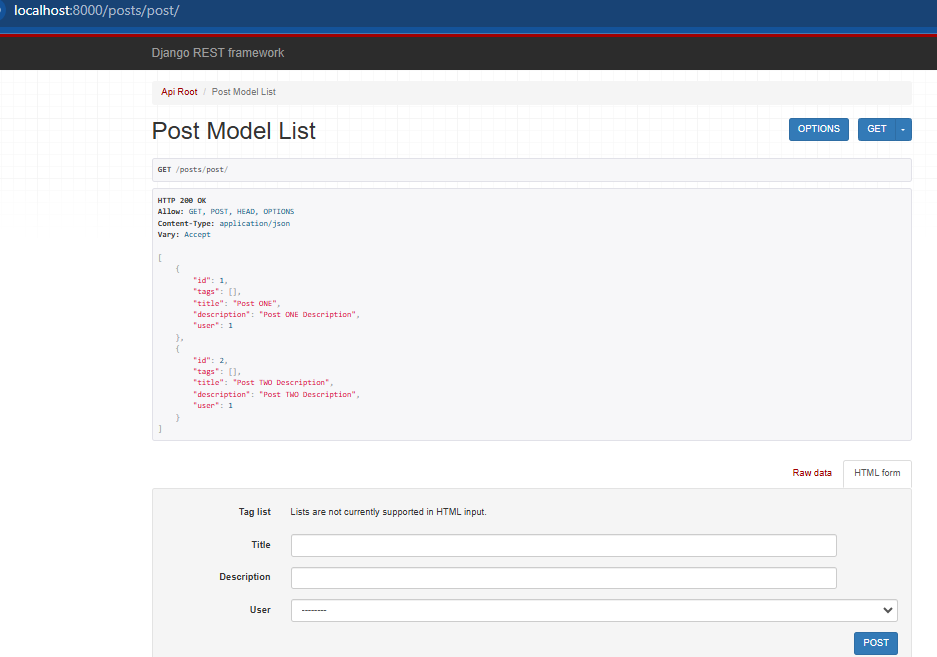 localhost:8000/posts/post/
Django REST framework
Api Root / Post Model List
Post Model List
OPTIONS
GET
GET /posts/post/
HTTP 200 OK
Allow: GET, POST, HEAD, OPTIONS
Content-Type: application/json
Vary: Accept
[
{
"id": 1,
"tags": [],
"title": "Post ONE",
"description": "Post ONE Description",
"user": 1
},
{
"id": 2,
"tags": [],
"title": "Post TWO Description",
"description": "Post TWO Description",
"user": 1
}
]
Raw data
HTML form
Tag list Lists are not currently supported in HTML input.
Title
Description
User ---------
POST